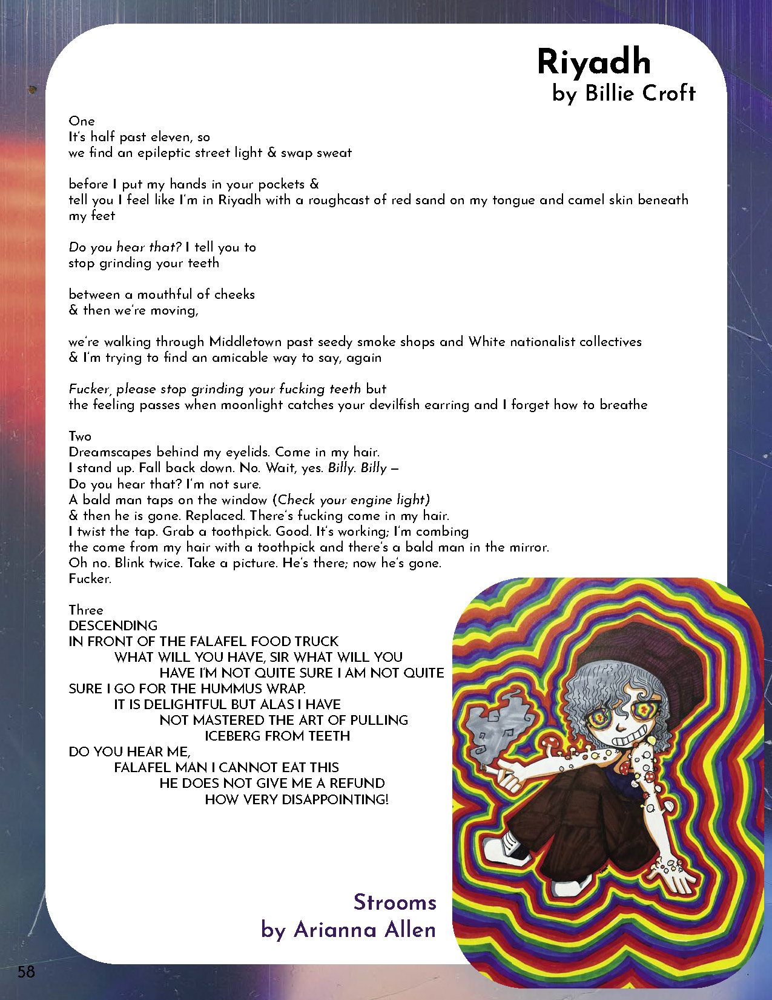 Riyadh
by Billie Croft
One
It's half past eleven, so
we find an epileptic street light & swap sweat
before I put my hands in your pockets &
tell you I feel like I'm in Riyadh with a roughcast of red sand on my tongue and camel skin beneath
my feet
Do you hear that? I tell you to
stop grinding your teeth
between a mouthful of cheeks
& then we're moving,
we're walking through Middletown past seedy smoke shops and White nationalist collectives
& I'm trying to find an amicable way to say, again
Fucker, please stop grinding your fucking teeth but
the feeling passes when moonlight catches your devilfish earring and I forget how to breathe
Two
Dreamscapes behind my eyelids. Come in my hair.
I stand up. Fall back down. No. Wait, yes. Billy. Billy —
Do you hear that? I'm not sure.
A bald man taps on the window (Check your engine light)
& then he is gone. Replaced. There's fucking come in my hair.
I twist the tap. Grab a toothpick. Good. It's working; I'm combing
the come from my hair with a toothpick and there's a bald man in the mirror.
Oh no. Blink twice. Take a picture. He's there; now he's gone.
Fucker.
Three
DESCENDING
IN FRONT OF THE FALAFEL FOOD TRUCK
WHAT WILL YOU HAVE, SIR WHAT WILL YOU
HAVE I'M NOT QUITE SURE I AM NOT QUITE
SURE I GO FOR THE HUMMUS WRAP.
IT IS DELIGHTFUL BUT ALAS I HAVE
NOT MASTERED THE ART OF PULLING
ICEBERG FROM TEETH
DO YOU HEAR ME,
FALAFEL MAN I CANNOT EAT THIS
HE DOES NOT GIVE ME A REFUND
HOW VERY DISAPPOINTING!
Strooms
by Arianna Allen
58